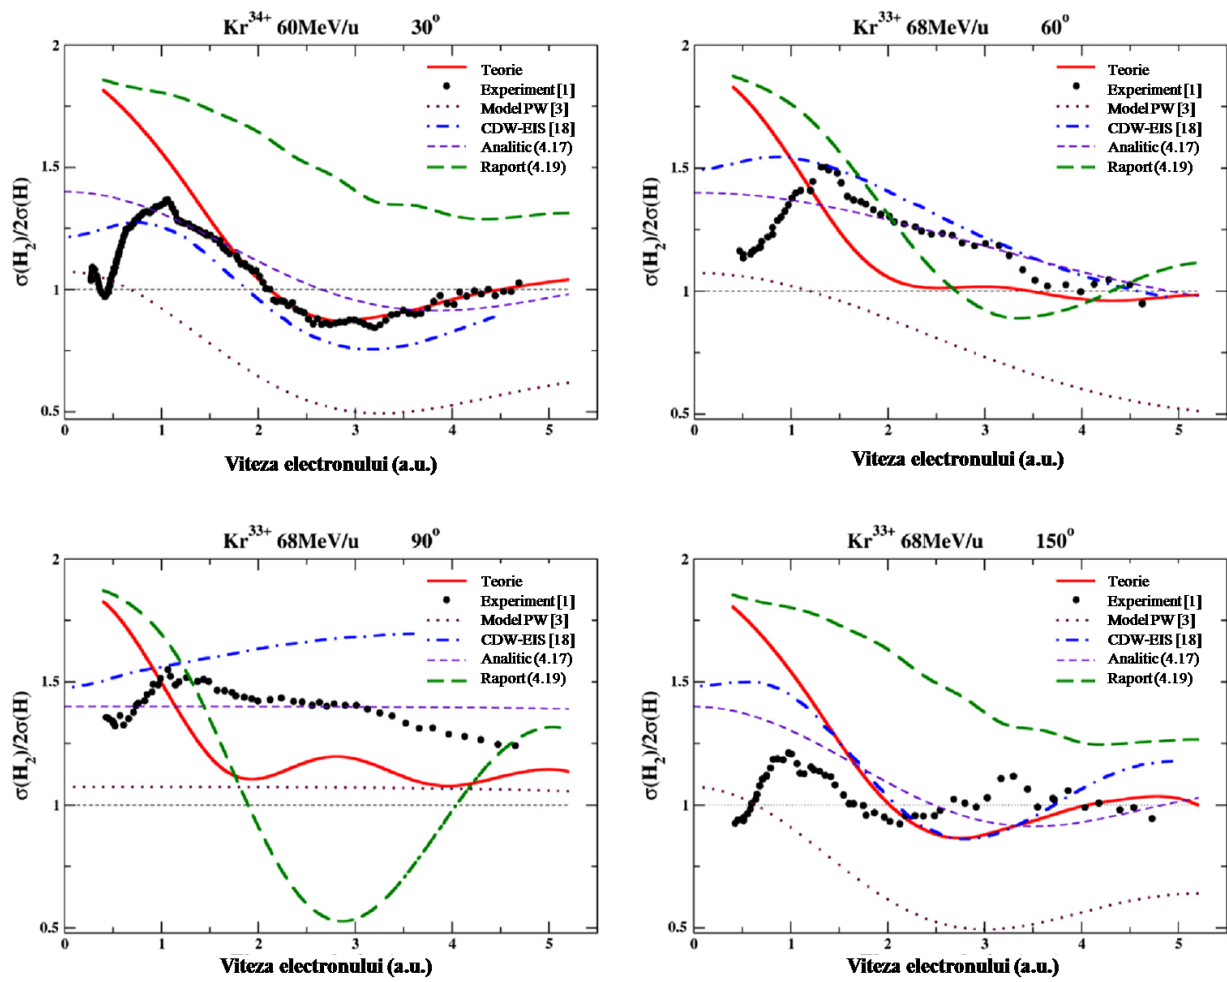 Kr³⁴⁺ 60MeV/u 30°
2
1.5
1
0.5
σ(H₂)/2σ(H)
Teorie
Experiment[1]
Model PW [3]
CDW-EIS [18]
Analitic (4.17)
Raport (4.19)
0 1 2 3 4 5
Viteza electronului (a.u.)
Kr³³⁺ 68MeV/u 60°
2
1.5
1
0.5
σ(H₂)/2σ(H)
Teorie
Experiment[1]
Model PW [3]
CDW-EIS [18]
Analitic (4.17)
Raport (4.19)
0 1 2 3 4 5
Viteza electronului (a.u.)
Kr³³⁺ 68MeV/u 90°
2
1.5
1
0.5
σ(H₂)/2σ(H)
Teorie
Experiment[1]
Model PW [3]
CDW-EIS [18]
Analitic (4.17)
Raport (4.19)
0 1 2 3 4 5
Viteza electronului (a.u.)
Kr³³⁺ 68MeV/u 150°
2
1.5
1
0.5
σ(H₂)/2σ(H)
Teorie
Experiment[1]
Model PW [3]
CDW-EIS [18]
Analitic (4.17)
Raport (4.19)
0 1 2 3 4 5
Viteza electronului (a.u.)